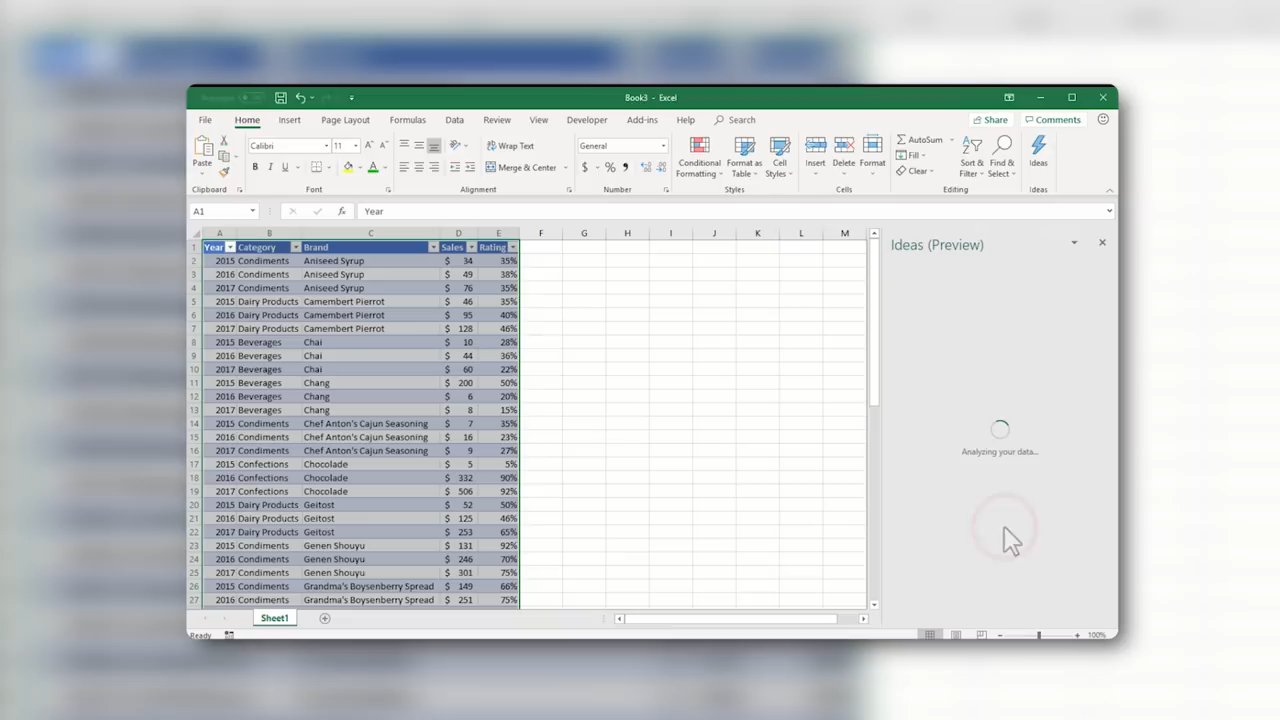 Book3 - Excel
File Home Insert Page Layout Formulas Data Review View Developer Add-ins Help Search Share Comments
Paste Calibri 11 Wrap Text General Conditional Formatting Format as Table Cell Styles Insert Delete Format AutoSum Sort & Filter Find & Select Ideas
B I U Merge & Center $ % Fill
Clear
Clipboard Font Alignment Number Styles Cells Editing Ideas
A1 fx Year
A B C D E F G H I J K L M
1 Year Category Brand Sales Rating
2 2015 Condiments Aniseed Syrup $ 34 35%
3 2016 Condiments Aniseed Syrup $ 49 38%
4 2017 Condiments Aniseed Syrup $ 76 35%
5 2015 Dairy Products Camembert Pierrot $ 46 35%
6 2016 Dairy Products Camembert Pierrot $ 95 40%
7 2017 Dairy Products Camembert Pierrot $ 128 46%
8 2015 Beverages Chai $ 10 28%
9 2016 Beverages Chai $ 44 36%
10 2017 Beverages Chai $ 60 22%
11 2015 Beverages Chang $ 200 50%
12 2016 Beverages Chang $ 6 20%
13 2017 Beverages Chang $ 8 15%
14 2015 Condiments Chef Anton's Cajun Seasoning $ 7 35%
15 2016 Condiments Chef Anton's Cajun Seasoning $ 16 23%
16 2017 Condiments Chef Anton's Cajun Seasoning $ 9 27%
17 2015 Confections Chocolade $ 5 5%
18 2016 Confections Chocolade $ 332 90%
19 2017 Confections Chocolade $ 506 92%
20 2015 Dairy Products Geitost $ 52 50%
21 2016 Dairy Products Geitost $ 125 46%
22 2017 Dairy Products Geitost $ 253 65%
23 2015 Condiments Genen Shouyu $ 131 92%
24 2016 Condiments Genen Shouyu $ 246 70%
25 2017 Condiments Genen Shouyu $ 301 75%
26 2015 Condiments Grandma's Boysenberry Spread $ 149 66%
27 2016 Condiments Grandma's Boysenberry Spread $ 251 75%
Ideas (Preview)
Analyzing your data...
Sheet1
Ready 100%